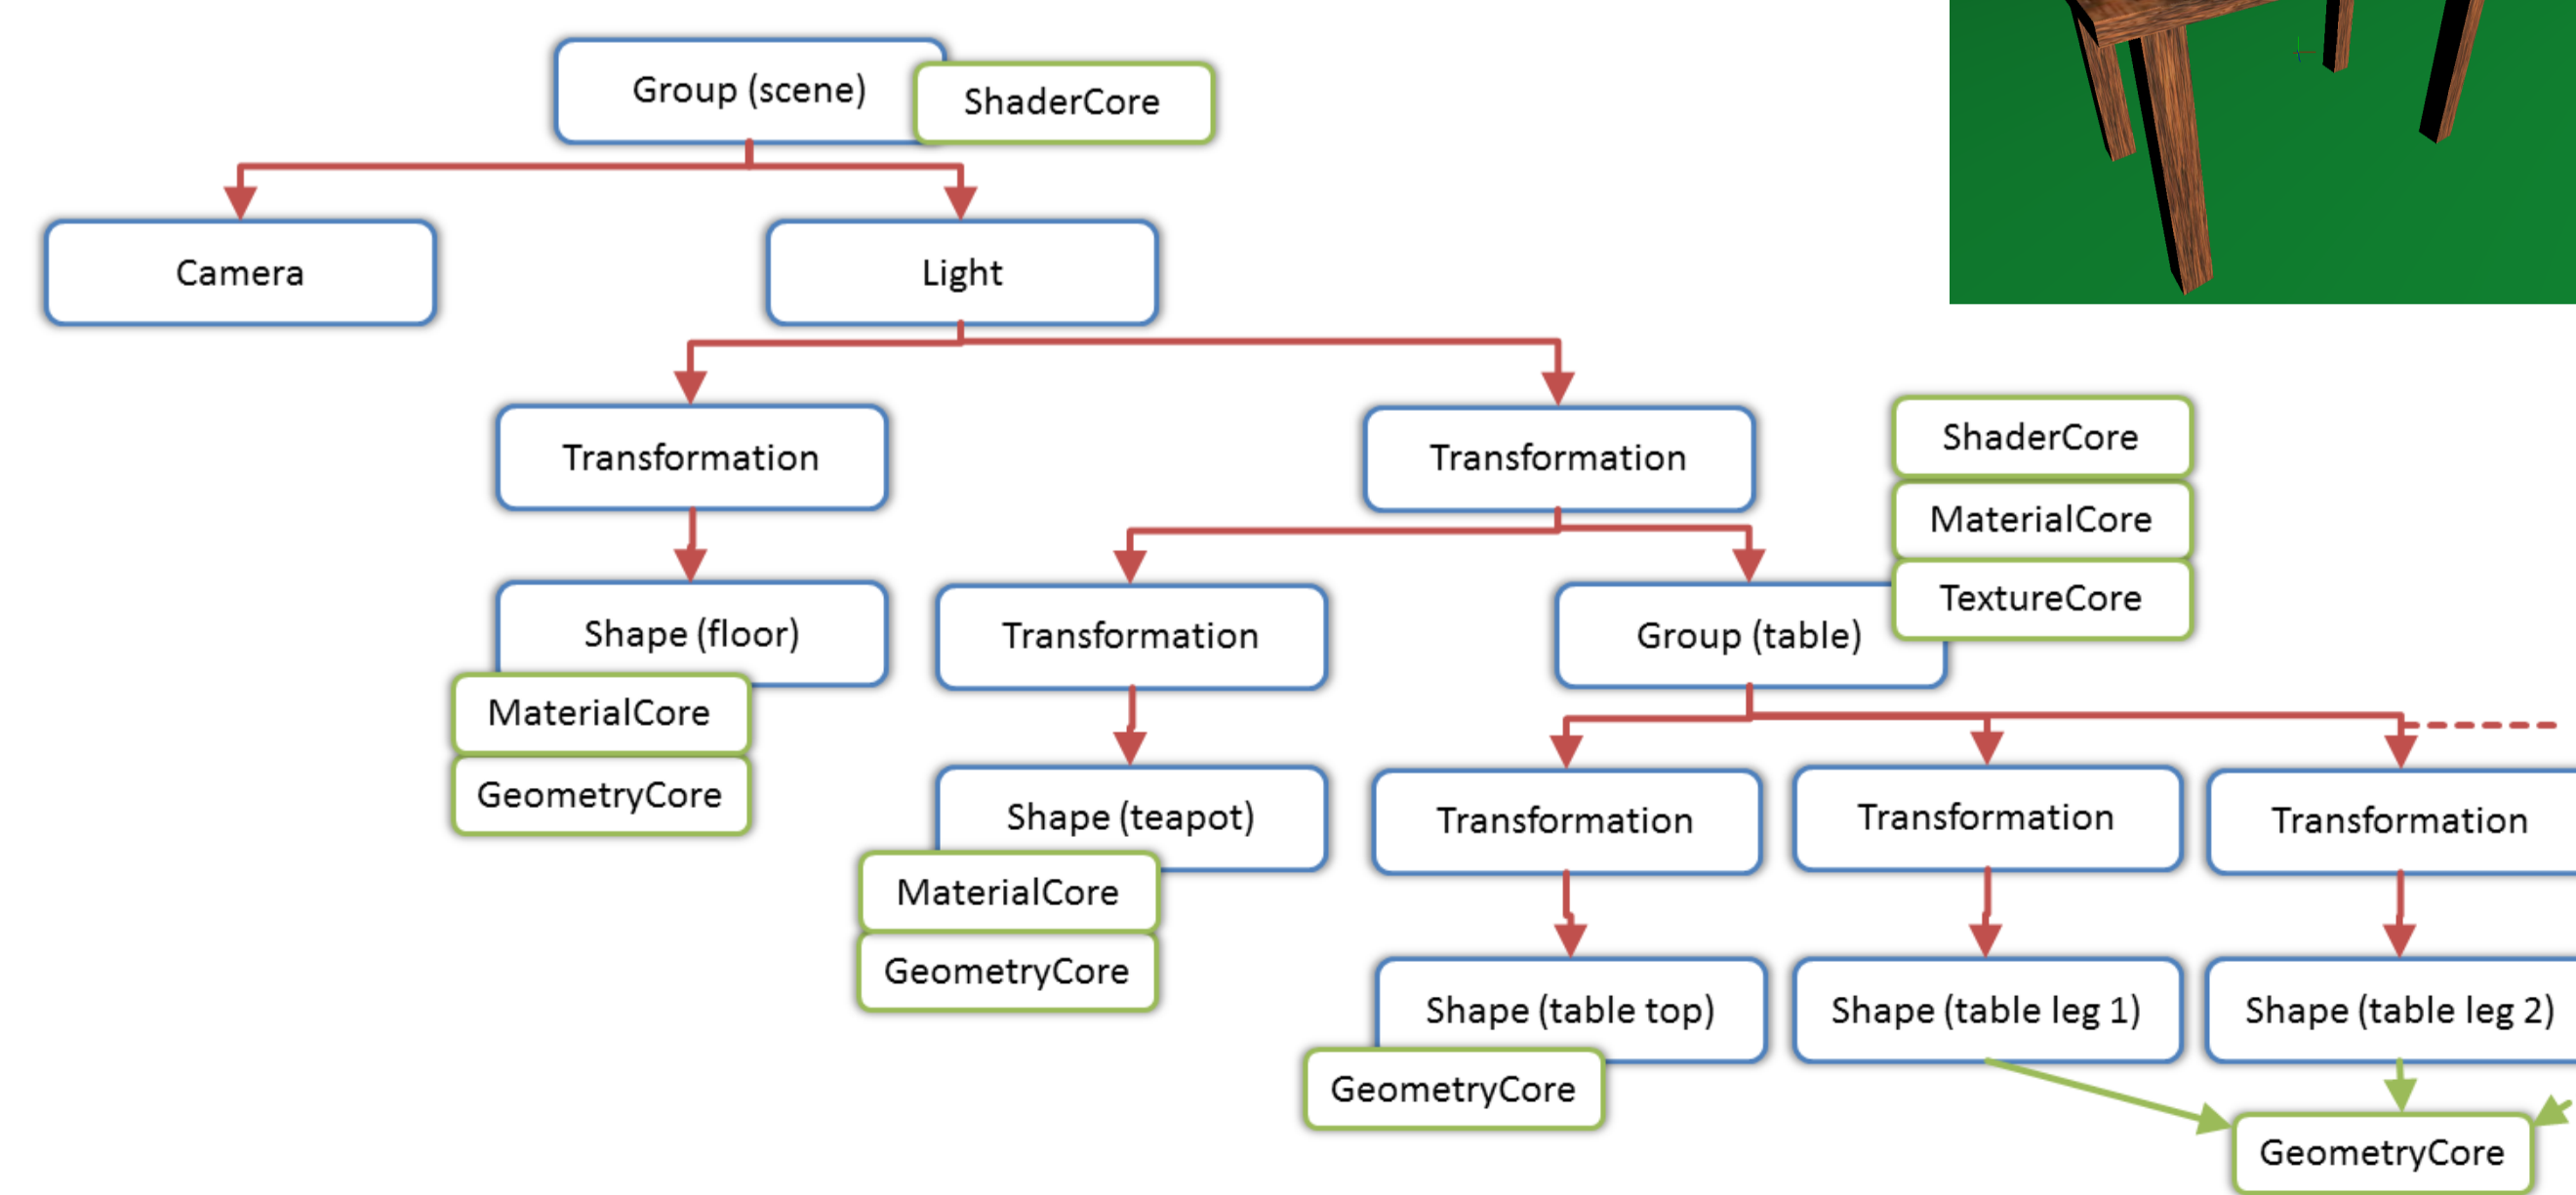 Group (scene)
ShaderCore
Camera
Light
Transformation
Transformation
ShaderCore
MaterialCore
TextureCore
Shape (floor)
MaterialCore
GeometryCore
Transformation
Group (table)
Shape (teapot)
MaterialCore
GeometryCore
Transformation
Transformation
Transformation
Shape (table top)
GeometryCore
Shape (table leg 1)
Shape (table leg 2)
GeometryCore